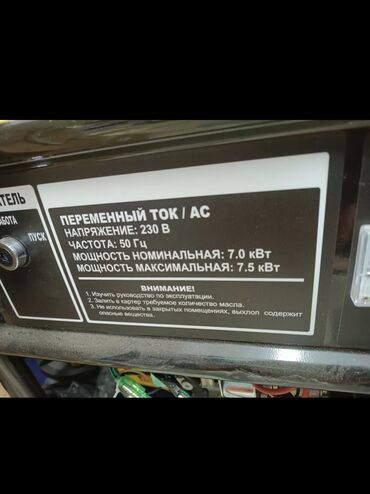 АТЕЛЬ
АБОТА
ПУСК
ПЕРЕМЕННЫЙ ТОК / AC
НАПРЯЖЕНИЕ: 230 В
ЧАСТОТА: 50 Гц
МОЩНОСТЬ НОМИНАЛЬНАЯ: 7.0 кВт
МОЩНОСТЬ МАКСИМАЛЬНАЯ: 7.5 кВт
ВНИМАНИЕ!
1. Изучить руководство по эксплуатации.
2. Залить в картер требуемое количество масла.
3. Не использовать в закрытых помещениях, выхлоп содержит
опасные вещества.